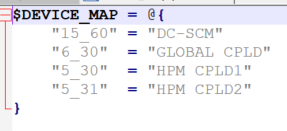 $DEVICE_MAP = @{
    "15_60" = "DC-SCM"
    "6_30"  = "GLOBAL CPLD"
    "5_30"  = "HPM CPLD1"
    "5_31"  = "HPM CPLD2"
}